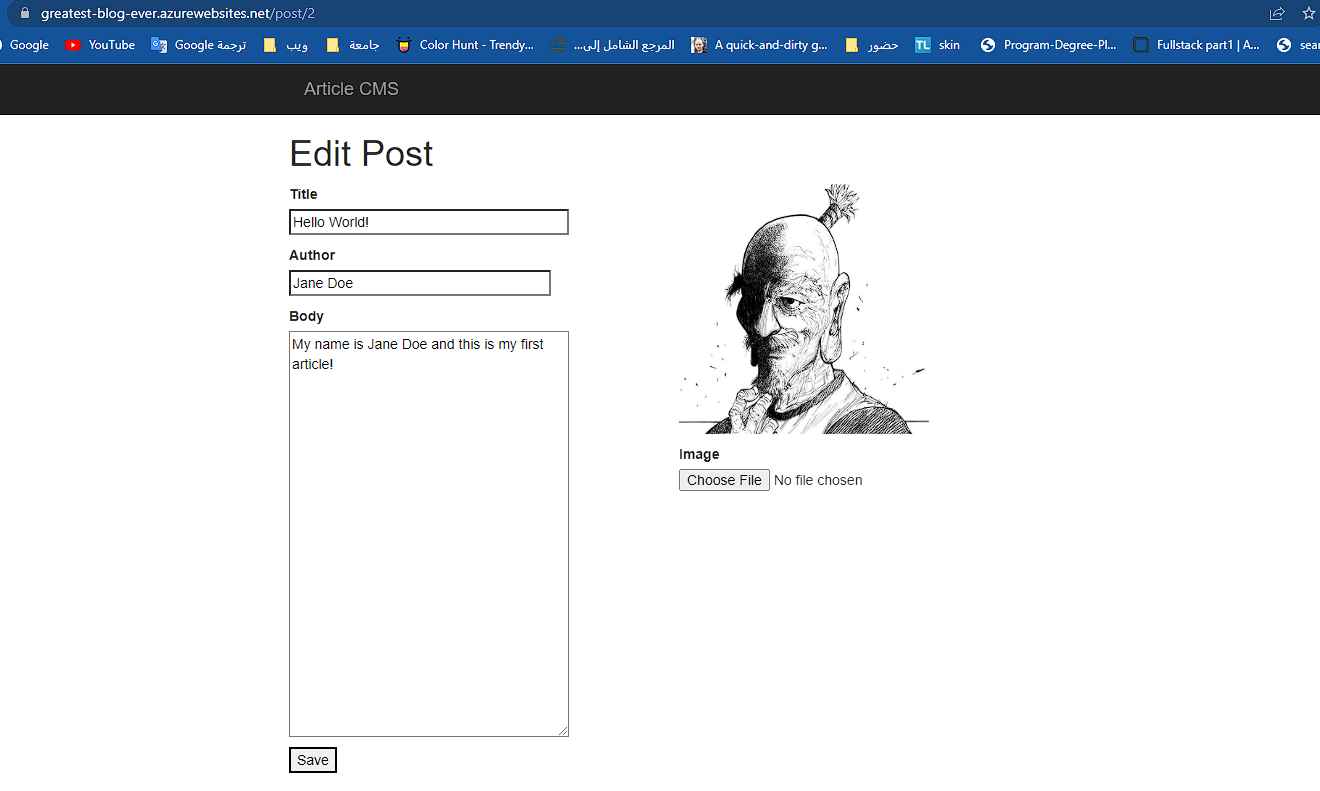 greatest-blog-ever.azurewebsites.net/post/2
Google YouTube Google ترجمة ويب جامعة Color Hunt - Trendy... المرجع الشامل إلى... A quick-and-dirty g... حضور TL skin Program-Degree-Pl... Fullstack part1 | A... sear
Article CMS
Edit Post
Title
Hello World!
Author
Jane Doe
Body
My name is Jane Doe and this is my first
article!
Image
Choose File No file chosen
Save